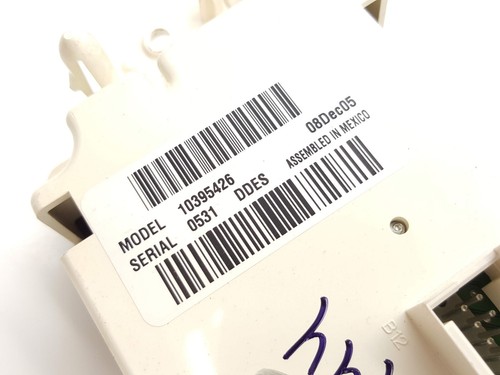 08Dec05
MODEL 10395426 ASSEMBLED IN MEXICO
SERIAL 0531 DDES
B12